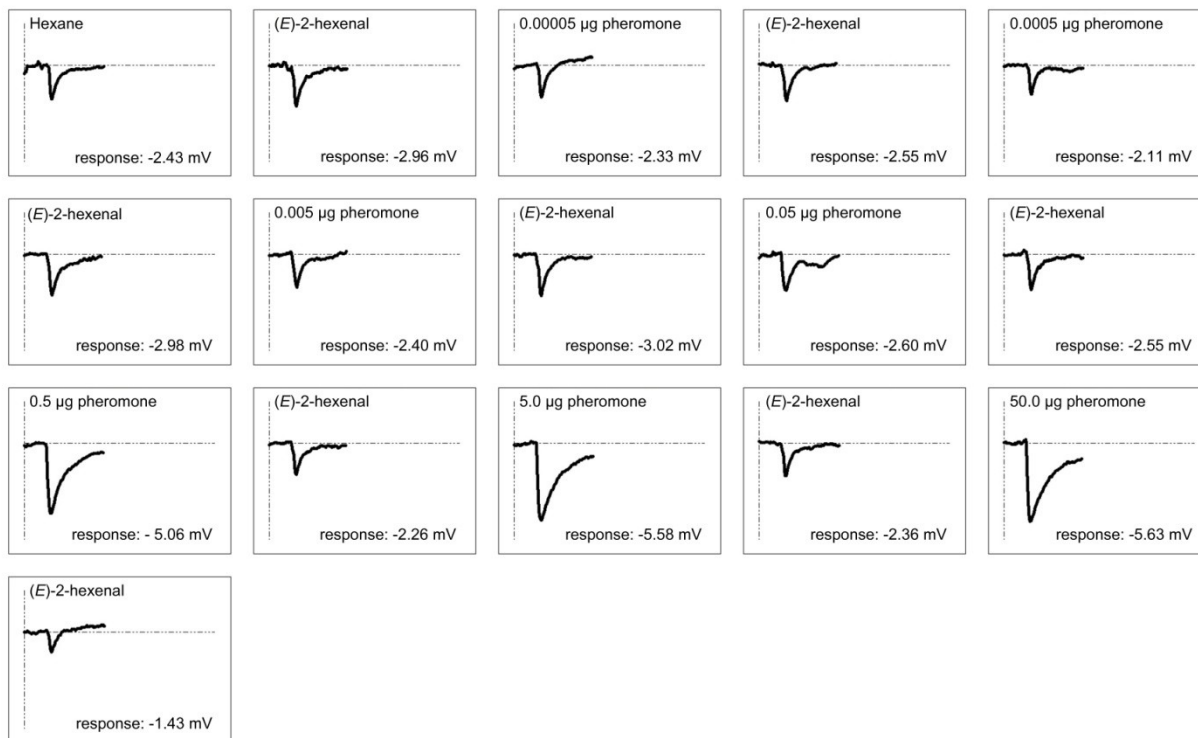 Hexane
response: -2.43 mV
(E)-2-hexenal
response: -2.96 mV
0.00005 µg pheromone
response: -2.33 mV
(E)-2-hexenal
response: -2.55 mV
0.0005 µg pheromone
response: -2.11 mV
(E)-2-hexenal
response: -2.98 mV
0.005 µg pheromone
response: -2.40 mV
(E)-2-hexenal
response: -3.02 mV
0.05 µg pheromone
response: -2.60 mV
(E)-2-hexenal
response: -2.55 mV
0.5 µg pheromone
response: - 5.06 mV
(E)-2-hexenal
response: -2.26 mV
5.0 µg pheromone
response: -5.58 mV
(E)-2-hexenal
response: -2.36 mV
50.0 µg pheromone
response: -5.63 mV
(E)-2-hexenal
response: -1.43 mV